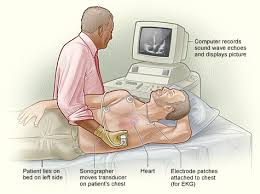 Computer records
sound wave echoes
and displays picture
Patient lies on
bed on left side
Sonographer
moves transducer
on patient's chest
Heart
Electrode patches
attached to chest
(for EKG)